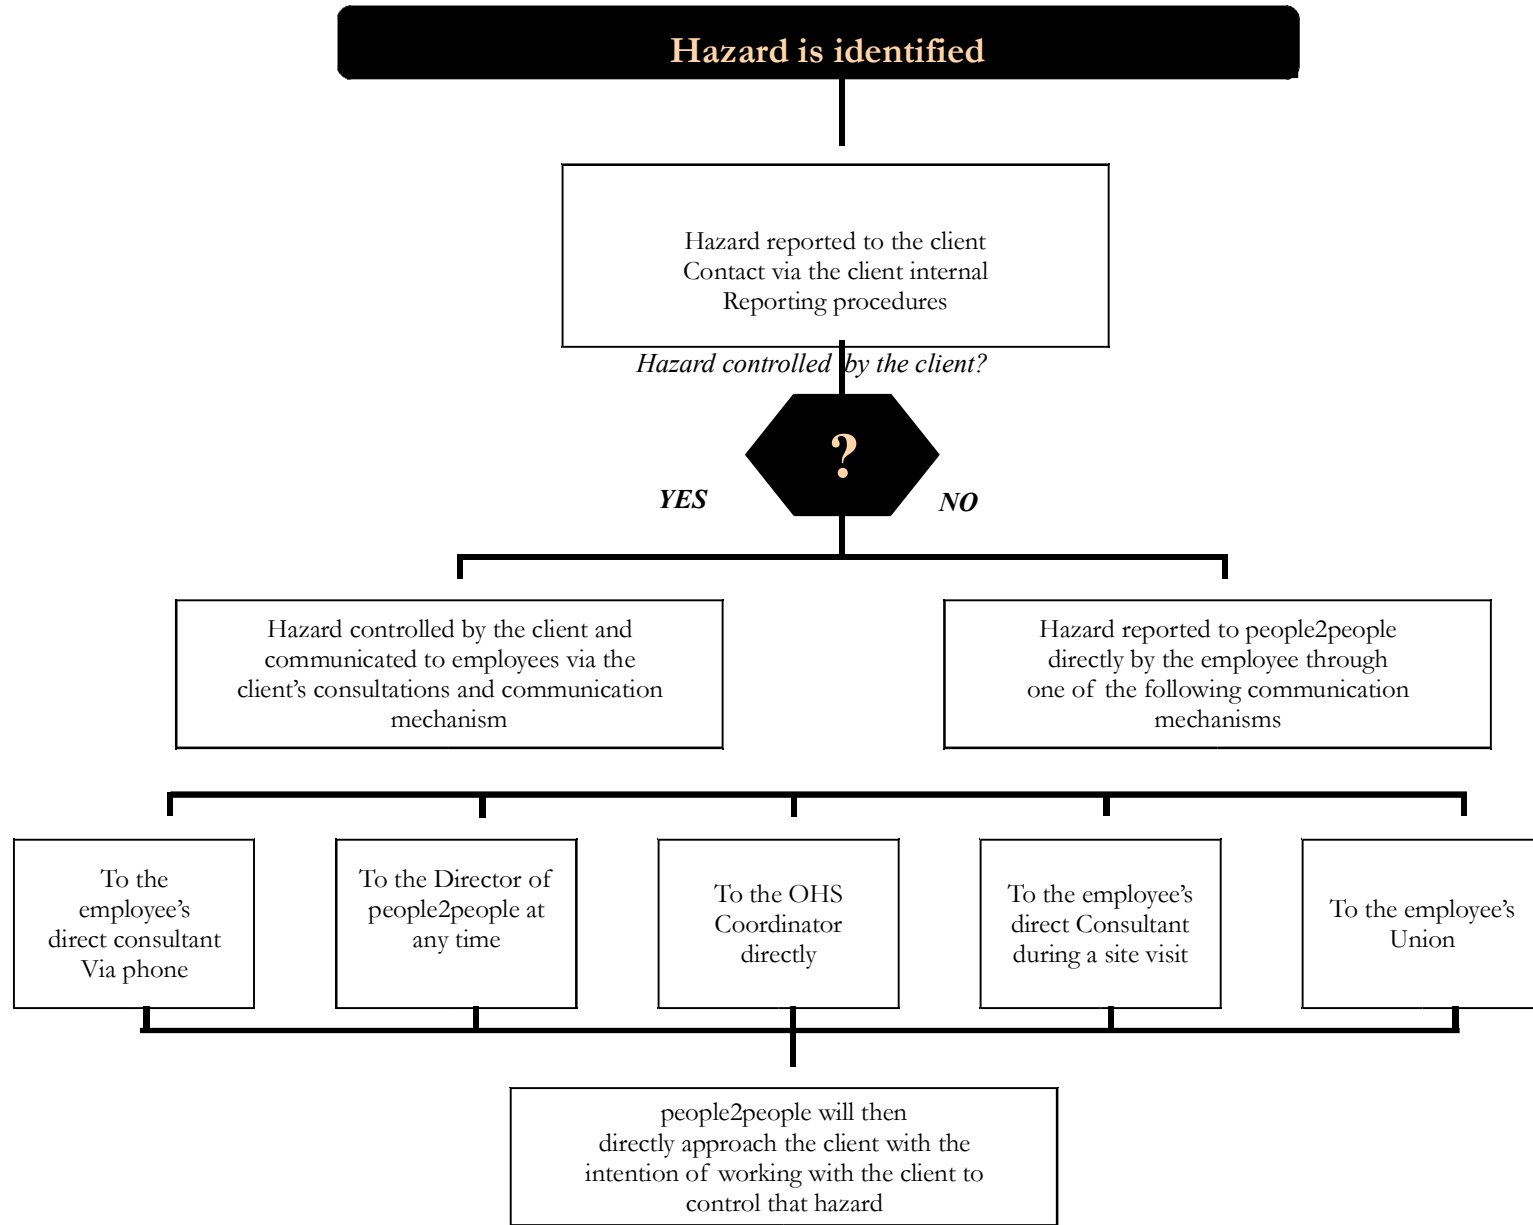 Hazard is identified
Hazard reported to the client
Contact via the client internal
Reporting procedures
Hazard controlled by the client?
?
YES
NO
Hazard controlled by the client and
communicated to employees via the
client's consultations and communication
mechanism
Hazard reported to people2people
directly by the employee through
one of the following communication
mechanisms
To the
employee's
direct consultant
Via phone
To the Director of
people2people at
any time
To the OHS
Coordinator
directly
To the employee's
direct Consultant
during a site visit
To the employee's
Union
people2people will then
directly approach the client with the
intention of working with the client to
control that hazard